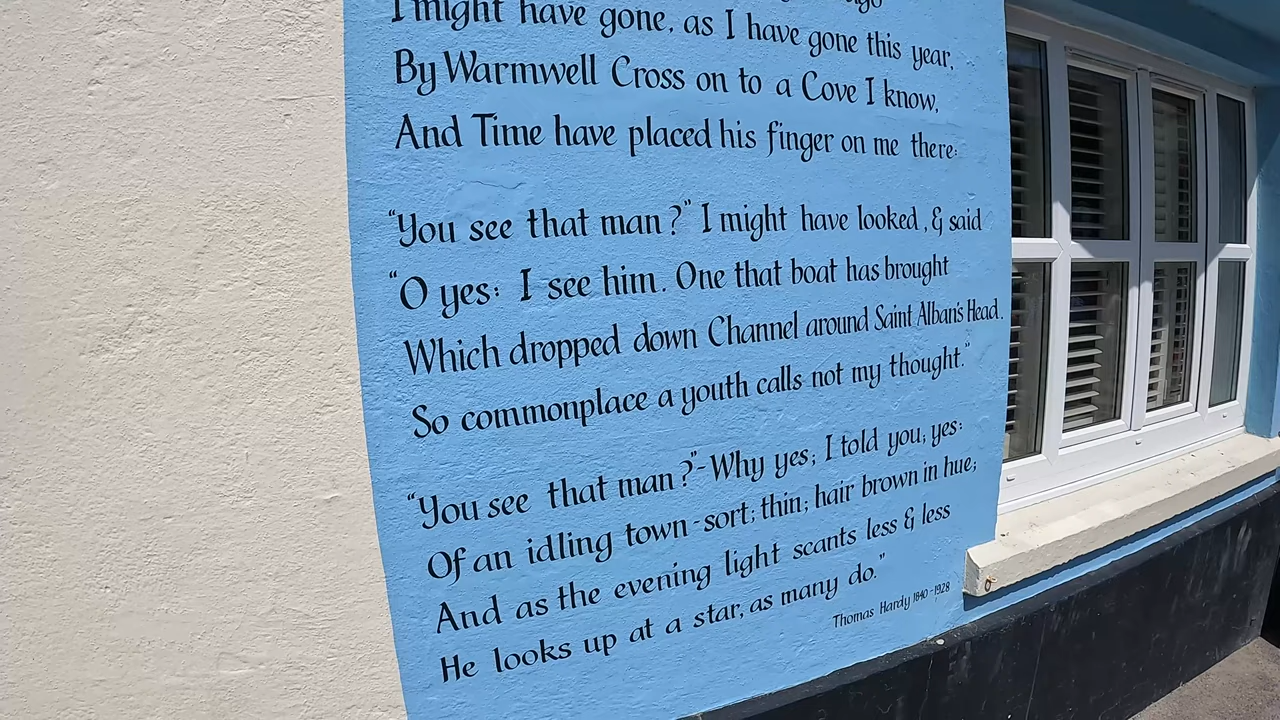 ago
I might have gone, as I have gone this year,
By Warmwell Cross on to a Cove I know,
And Time have placed his finger on me there:
“You see that man?” I might have looked, & said
“O yes: I see him. One that boat has brought
Which dropped down Channel around Saint Alban's Head.
So commonplace a youth calls not my thought.”
“You see that man?”-Why yes; I told you; yes:
Of an idling town-sort; thin; hair brown in hue;
And as the evening light scants less & less
He looks up at a star, as many do.”
Thomas Hardy 1840-1928